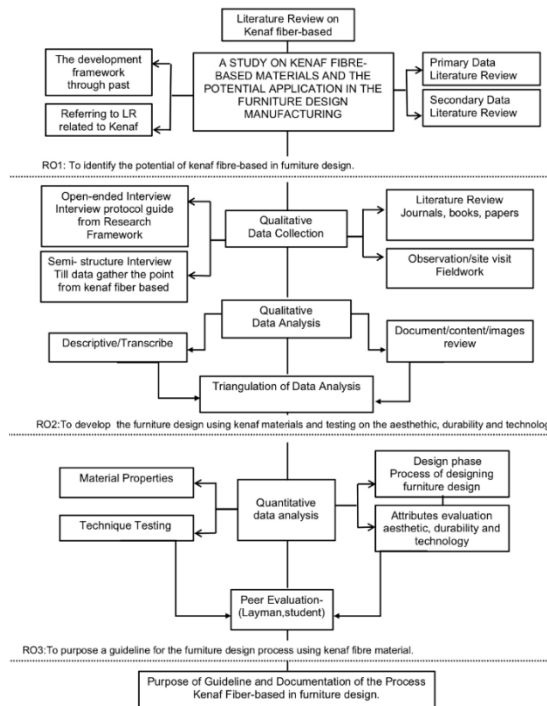 Literature Review on
Kenaf fiber-based
The development
framework
through past
Referring to LR
related to Kenaf
A STUDY ON KENAF FIBRE-
BASED MATERIALS AND THE
POTENTIAL APPLICATION IN THE
FURNITURE DESIGN
MANUFACTURING
Primary Data
Literature Review
Secondary Data
Literature Review
RO1: To identify the potential of kenaf fibre-based in furniture design.
Open-ended Interview
Interview protocol guide
from Research
Framework
Semi- structure Interview
Till data gather the point
from kenaf fiber based
Qualitative
Data Collection
Literature Review
Journals, books, papers
Observation/site visit
Fieldwork
Qualitative
Data Analysis
Descriptive/Transcribe
Document/content/images
review
Triangulation of Data Analysis
RO2:To develop the furniture design using kenaf materials and testing on the aesthethic, durability and technolog
Material Properties
Technique Testing
Quantitative
data analysis
Design phase
Process of designing
furniture design
Attributes evaluation
aesthetic, durability and
technology
Peer Evaluation-
(Layman,student)
RO3:To purpose a guideline for the furniture design process using kenaf fibre material.
Purpose of Guideline and Documentation of the Process
Kenaf Fiber-based in furniture design.